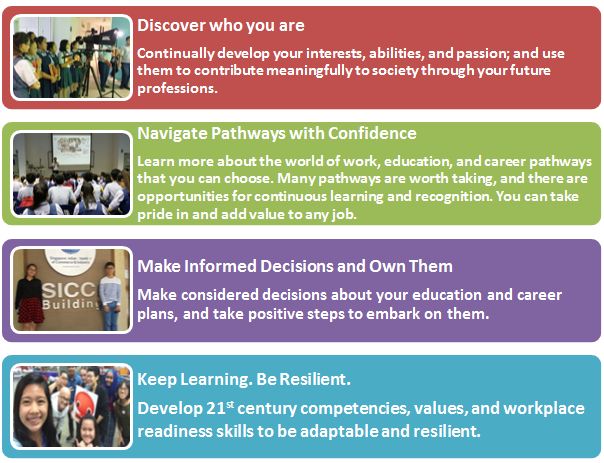 Discover who you are
Continually develop your interests, abilities, and passion; and use
them to contribute meaningfully to society through your future
professions.
Navigate Pathways with Confidence
Learn more about the world of work, education, and career pathways
that you can choose. Many pathways are worth taking, and there are
opportunities for continuous learning and recognition. You can take
pride in and add value to any job.
SICC
Building
Make Informed Decisions and Own Them
Make considered decisions about your education and career
plans, and take positive steps to embark on them.
Keep Learning. Be Resilient.
Develop 21st century competencies, values, and workplace
readiness skills to be adaptable and resilient.